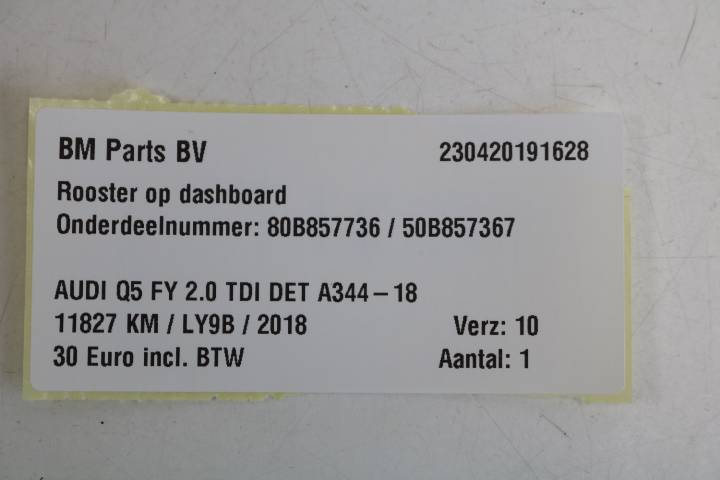 BM Parts BV 230420191628
Rooster op dashboard
Onderdeelnummer: 80B857736 / 50B857367
AUDI Q5 FY 2.0 TDI DET A344-18
11827 KM / LY9B / 2018 Verz: 10
30 Euro incl. BTW Aantal: 1